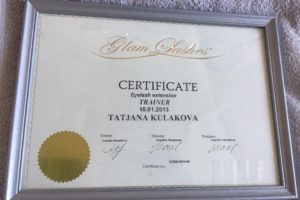 Glam Lashes
CERTIFICATE
Eyelash extension
TRAINER
10.01.2013
TATJANA KULAKOVA
Trainer Director President
Certificate no: